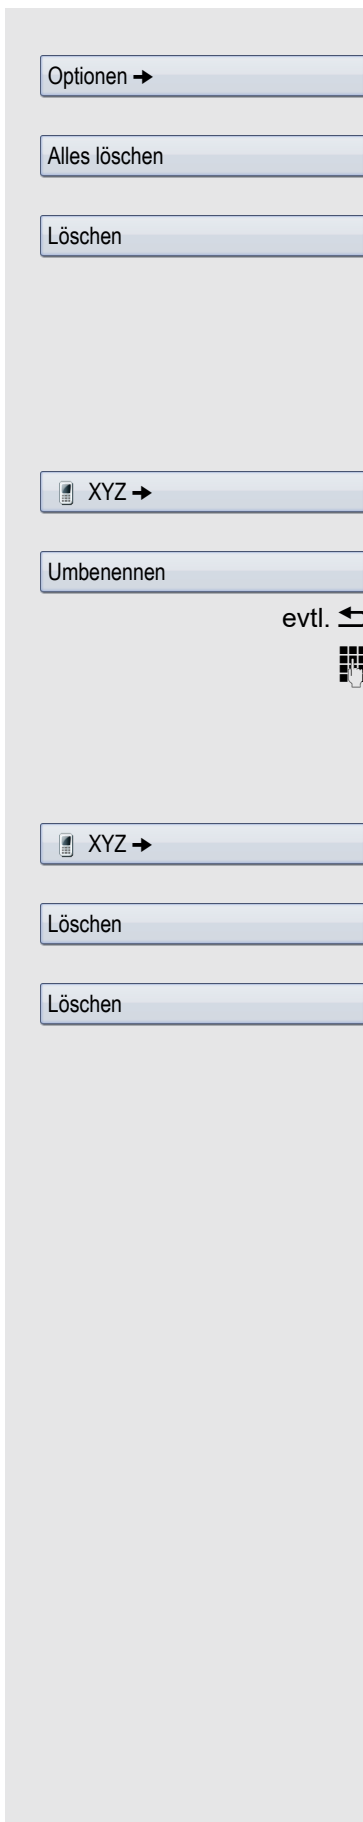 Optionen →
Alles löschen
Löschen
XYZ →
Umbenennen
evtl.
XYZ →
Löschen
Löschen